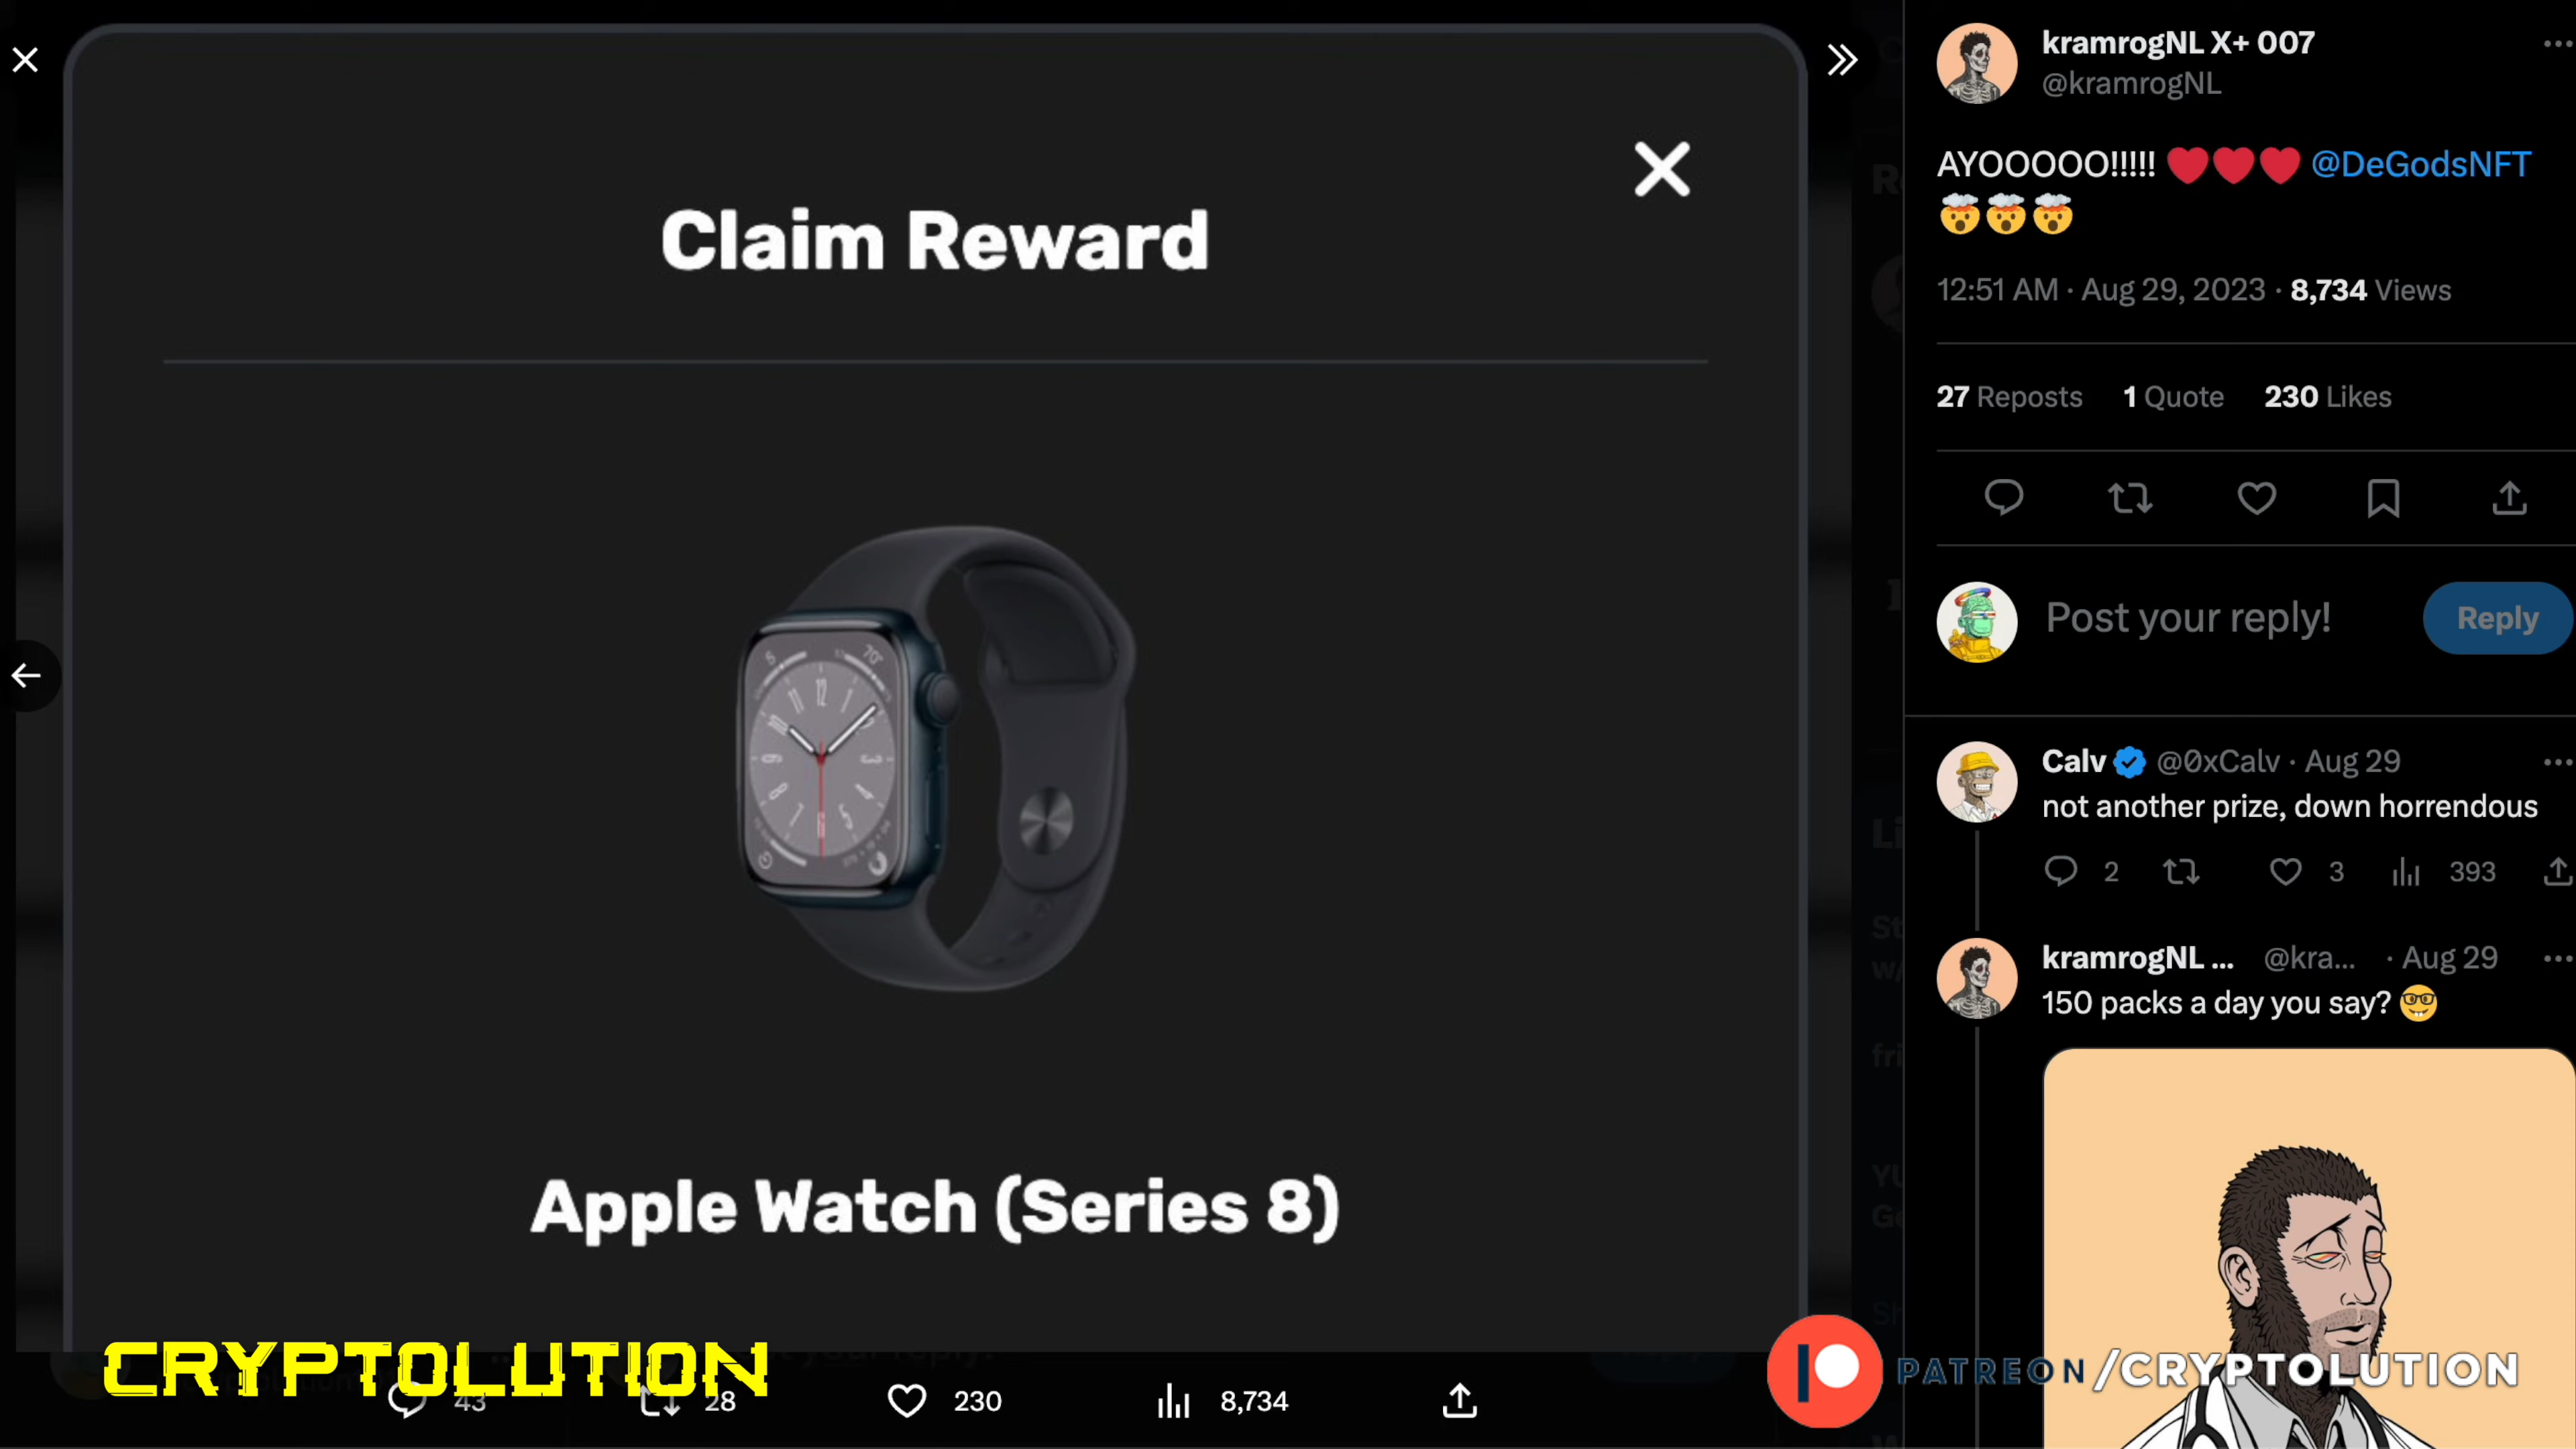 Claim Reward
Apple Watch (Series 8)
CRYPTOLUTION
43
28
230
8,734
kramrogNL X+ 007
@kramrogNL
AYOOOOO!!!!! ❤️❤️❤️ @DeGodsNFT
🤯🤯🤯
12:51 AM · Aug 29, 2023 · 8,734 Views
27 Reposts 1 Quote 230 Likes
Post your reply!
Reply
Calv @0xCalv · Aug 29
not another prize, down horrendous
2 3 393
kramrogNL ... @kra... · Aug 29
150 packs a day you say? 🤓
PATREON /CRYPTOLUTION